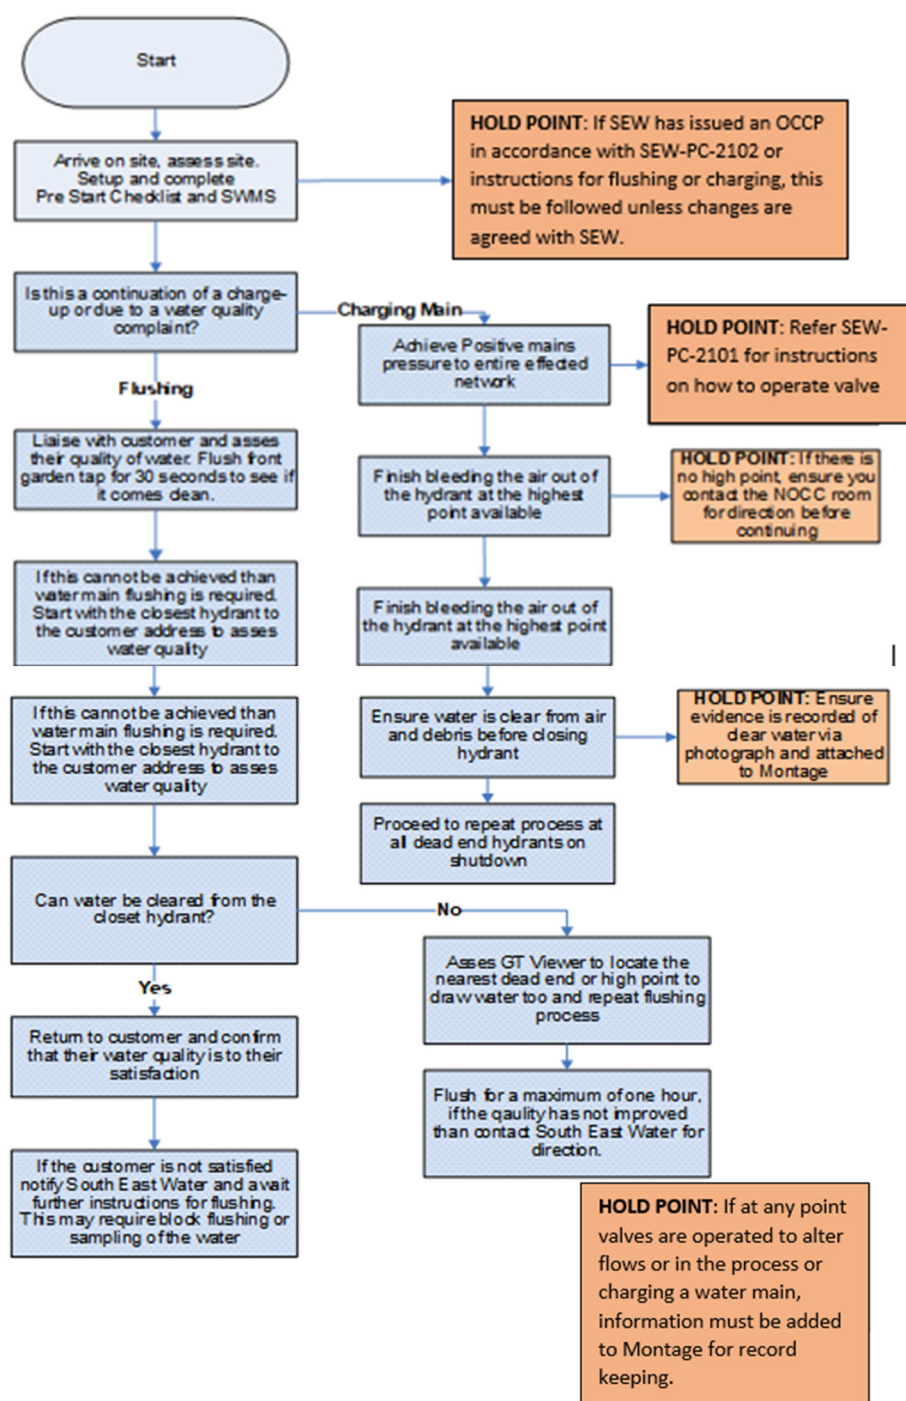 Start
Arrive on site, assess site.
Setup and complete
Pre Start Checklist and SWMS
HOLD POINT: If SEW has issued an OCCP
in accordance with SEW-PC-2102 or
instructions for flushing or charging, this
must be followed unless changes are
agreed with SEW.
Is this a continuation of a charge-
up or due to a water quality
complaint?
Charging Main
Achieve Positive mains
pressure to entire effected
network
HOLD POINT: Refer SEW-
PC-2101 for instructions
on how to operate valve
Flushing
Liaise with customer and asses
their quality of water. Flush front
garden tap for 30 seconds to see if
it comes clean.
Finish bleeding the air out of
the hydrant at the highest
point available
HOLD POINT: If there is
no high point, ensure you
contact the NOCC room
for direction before
continuing
If this cannot be achieved than
water main flushing is required.
Start with the closest hydrant to
the customer address to asses
water quality
Finish bleeding the air out of
the hydrant at the highest point
available
If this cannot be achieved than
water main flushing is required.
Start with the closest hydrant to
the customer address to asses
water quality
Ensure water is clear from air
and debris before closing
hydrant
HOLD POINT: Ensure
evidence is recorded of
clear water via
photograph and attached
to Montage
Proceed to repeat process at
all dead end hydrants on
shutdown
Can water be cleared from the
closet hydrant?
No
Asses GT Viewer to locate the
nearest dead end or high point to
draw water too and repeat flushing
process
Yes
Return to customer and confirm
that their water quality is to their
satisfaction
Flush for a maximum of one hour,
if the qaulity has not improved
than contact South East Water for
direction.
If the customer is not satisfied
notify South East Water and await
further instructions for flushing.
This may require block flushing or
sampling of the water
HOLD POINT: If at any point
valves are operated to alter
flows or in the process or
charging a water main,
information must be added
to Montage for record
keeping.